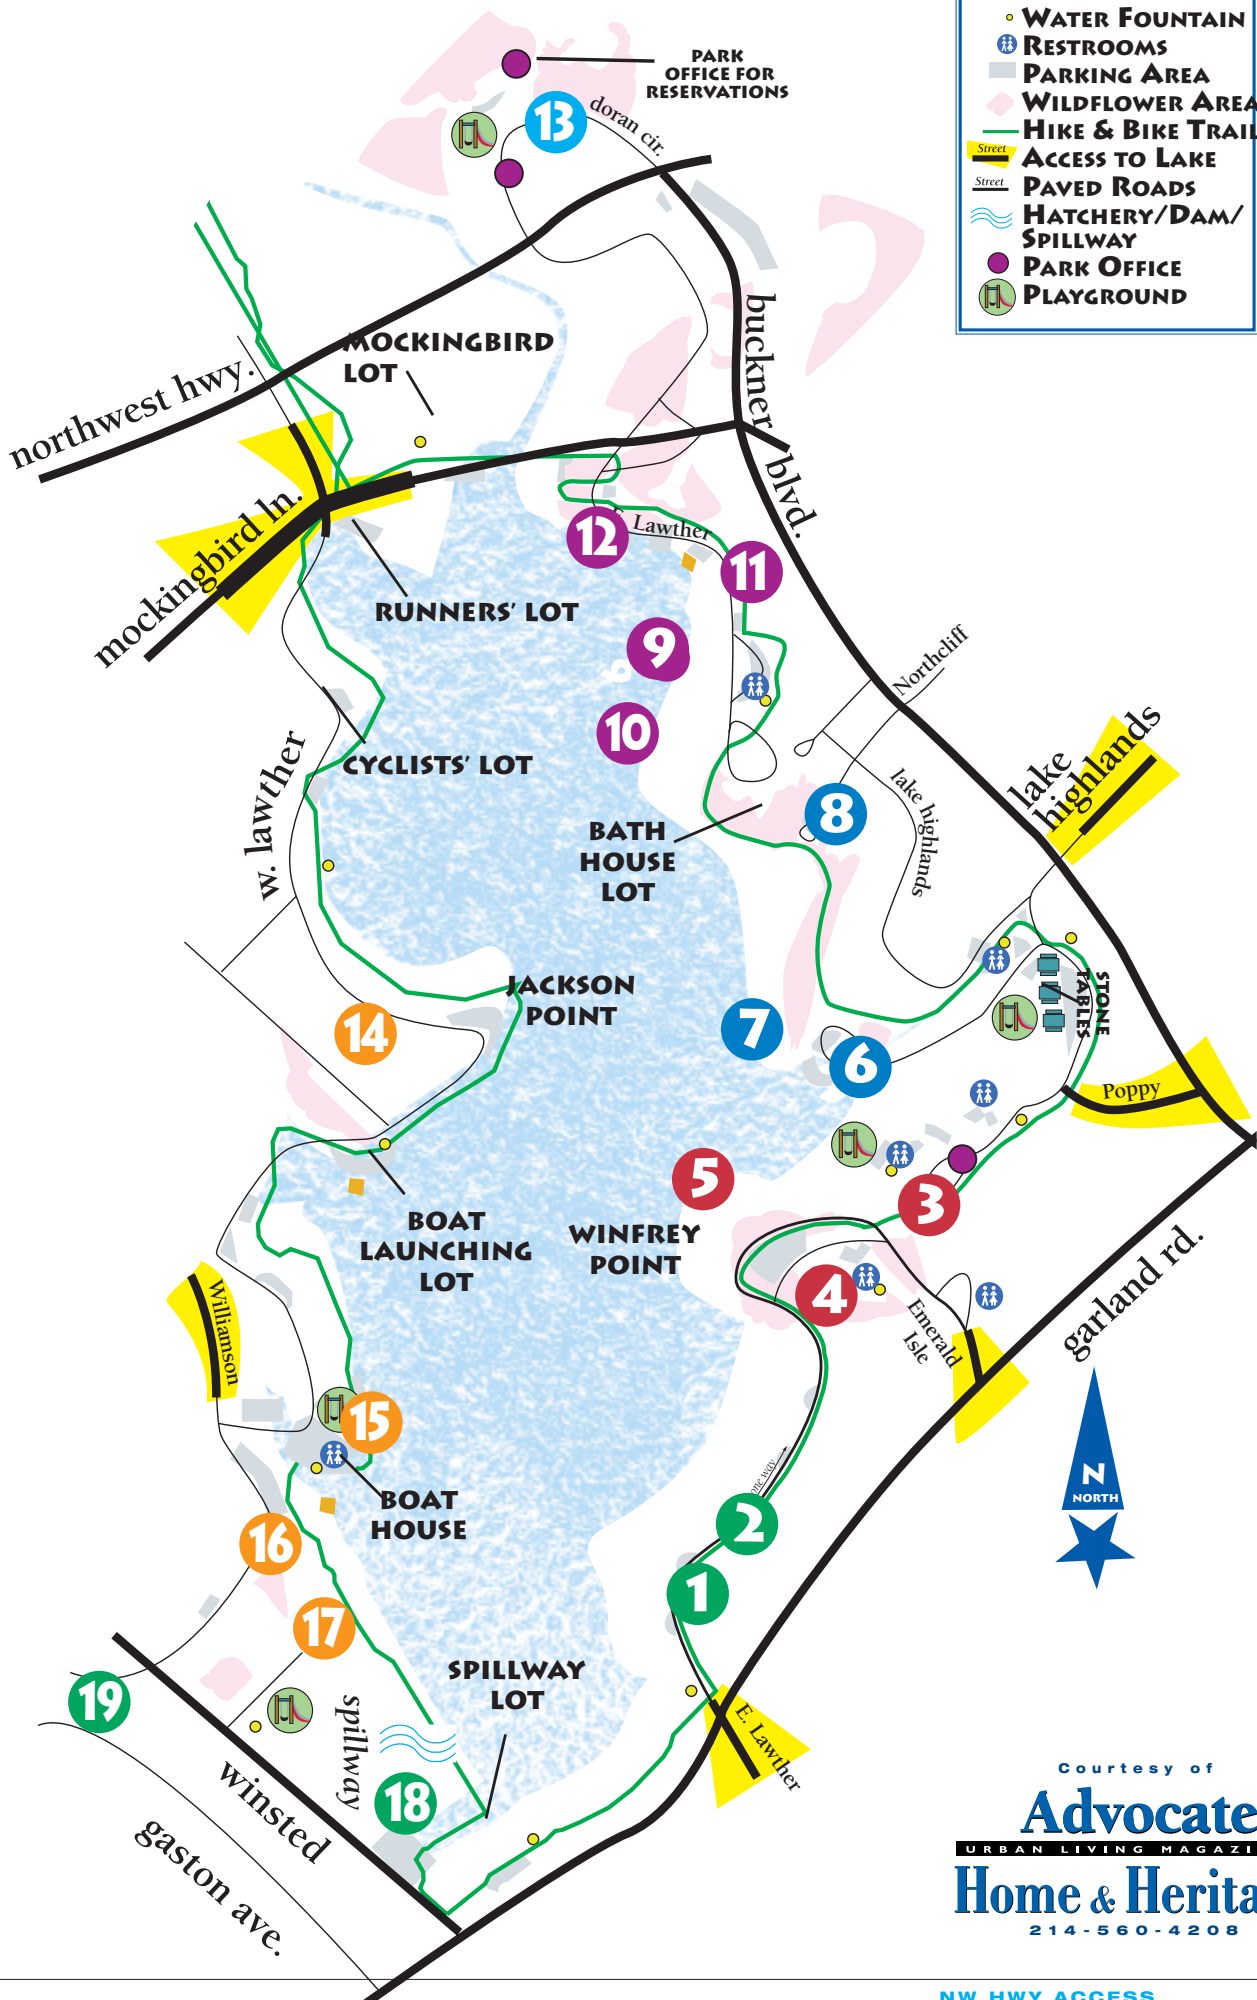 WATER FOUNTAIN
RESTROOMS
PARKING AREA
WILDFLOWER AREA
HIKE & BIKE TRAIL
Street
ACCESS TO LAKE
Street
PAVED ROADS
HATCHERY/DAM/
SPILLWAY
PARK OFFICE
PLAYGROUND
PARK
OFFICE FOR
RESERVATIONS
13
doran cir.
buckner blvd.
MOCKINGBIRD
LOT
northwest hwy.
mockingbird ln.
12
Lawther
11
RUNNERS' LOT
9
10
Northcliff
CYCLISTS' LOT
w. lawther
lake
highlands
lake highlands
8
BATH
HOUSE
LOT
JACKSON
POINT
STONE
TABLES
14
7
6
Poppy
5
3
BOAT
LAUNCHING
LOT
WINFREY
POINT
4
garland rd.
Emerald
Isle
Williamson
15
one way
N
NORTH
BOAT
HOUSE
2
16
1
17
SPILLWAY
LOT
19
spillway
E. Lawther
18
winsted
gaston ave.
Courtesy of
Advocate
URBAN LIVING MAGAZI
Home & Herita
214-560-4208
NW HWY ACCESS